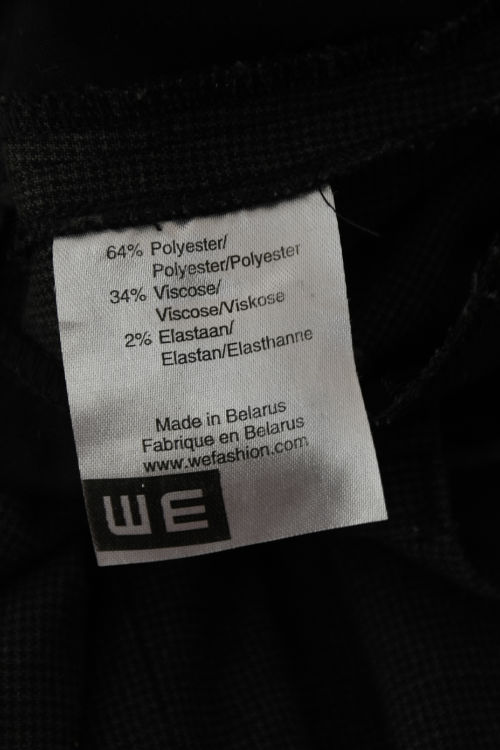 64% Polyester/
Polyester/Polyester
34% Viscose/
Viscose/Viskose
2% Elastaan/
Elastan/Elasthanne
Made in Belarus
Fabrique en Belarus
www.wefashion.com
WE